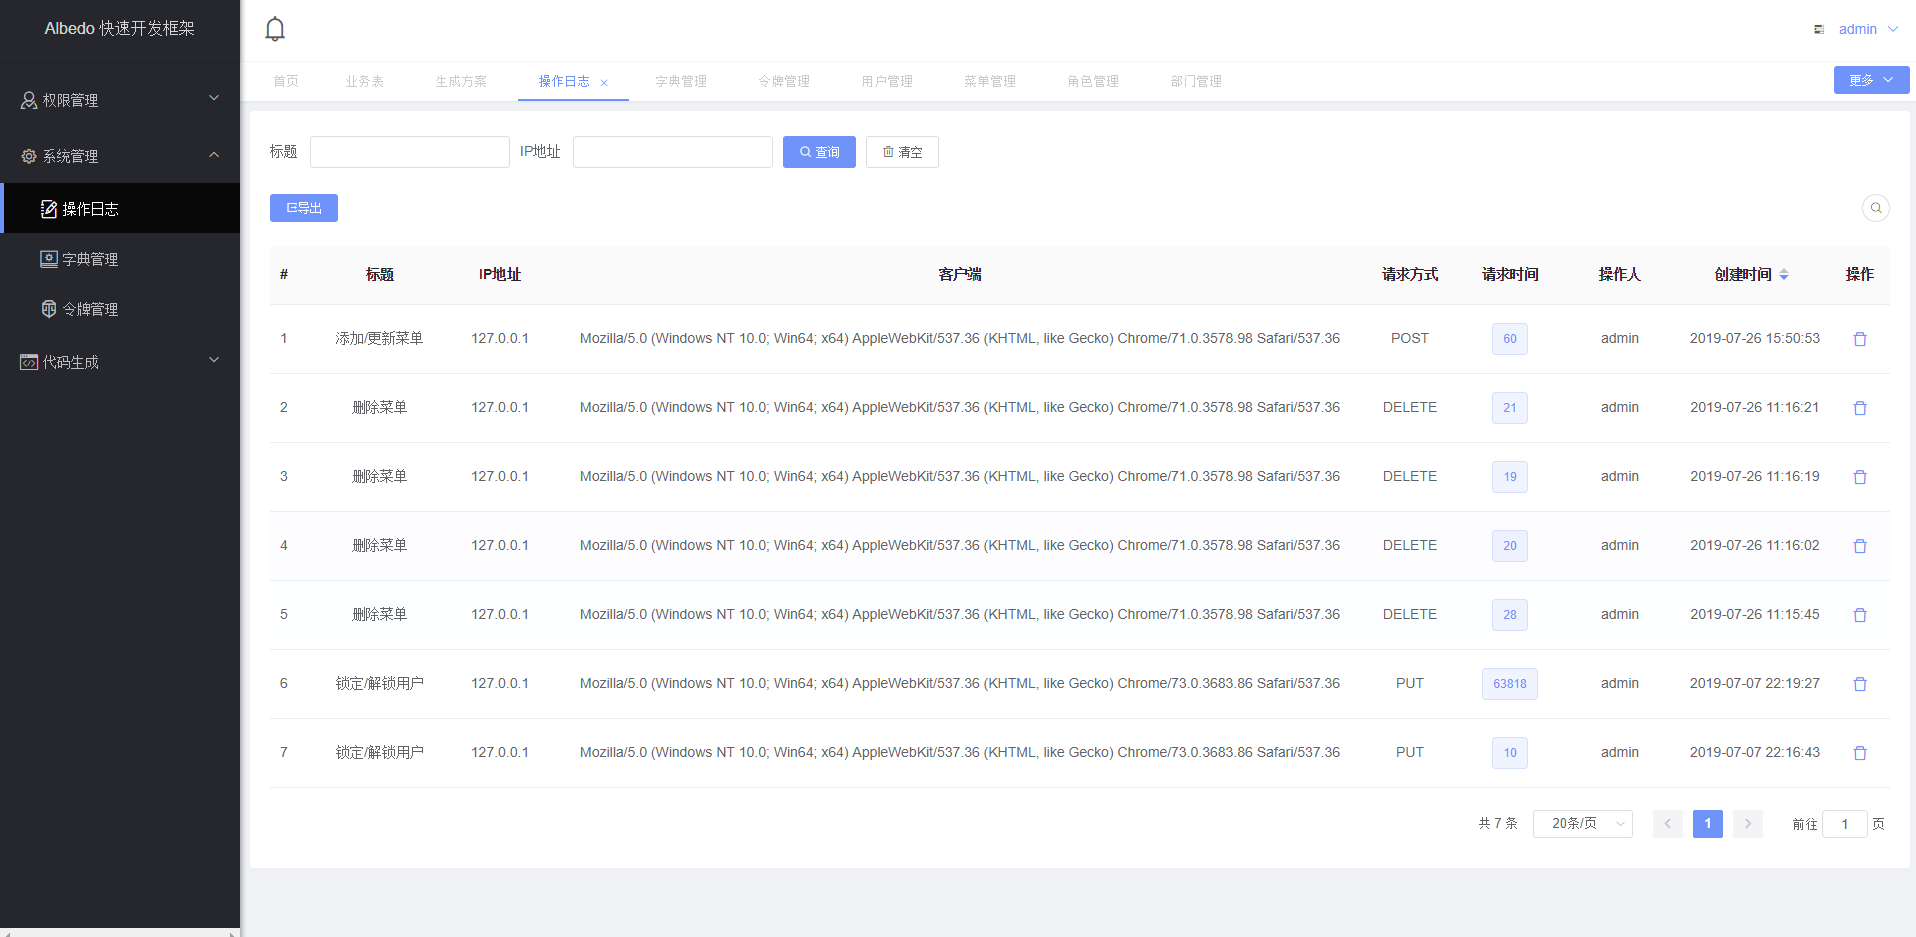 Albedo 快速开发框架
权限管理
系统管理
操作日志
字典管理
令牌管理
代码生成
admin
首页 业务表 生成方案 操作日志 字典管理 令牌管理 用户管理 菜单管理 角色管理 部门管理 更多
标题 IP地址 查询 清空
导出
# 标题 IP地址 客户端 请求方式 请求时间 操作人 创建时间 操作
1 添加/更新菜单 127.0.0.1 Mozilla/5.0 (Windows NT 10.0; Win64; x64) AppleWebKit/537.36 (KHTML, like Gecko) Chrome/71.0.3578.98 Safari/537.36 POST 60 admin 2019-07-26 15:50:53
2 删除菜单 127.0.0.1 Mozilla/5.0 (Windows NT 10.0; Win64; x64) AppleWebKit/537.36 (KHTML, like Gecko) Chrome/71.0.3578.98 Safari/537.36 DELETE 21 admin 2019-07-26 11:16:21
3 删除菜单 127.0.0.1 Mozilla/5.0 (Windows NT 10.0; Win64; x64) AppleWebKit/537.36 (KHTML, like Gecko) Chrome/71.0.3578.98 Safari/537.36 DELETE 19 admin 2019-07-26 11:16:19
4 删除菜单 127.0.0.1 Mozilla/5.0 (Windows NT 10.0; Win64; x64) AppleWebKit/537.36 (KHTML, like Gecko) Chrome/71.0.3578.98 Safari/537.36 DELETE 20 admin 2019-07-26 11:16:02
5 删除菜单 127.0.0.1 Mozilla/5.0 (Windows NT 10.0; Win64; x64) AppleWebKit/537.36 (KHTML, like Gecko) Chrome/71.0.3578.98 Safari/537.36 DELETE 28 admin 2019-07-26 11:15:45
6 锁定/解锁用户 127.0.0.1 Mozilla/5.0 (Windows NT 10.0; Win64; x64) AppleWebKit/537.36 (KHTML, like Gecko) Chrome/73.0.3683.86 Safari/537.36 PUT 63818 admin 2019-07-07 22:19:27
7 锁定/解锁用户 127.0.0.1 Mozilla/5.0 (Windows NT 10.0; Win64; x64) AppleWebKit/537.36 (KHTML, like Gecko) Chrome/73.0.3683.86 Safari/537.36 PUT 10 admin 2019-07-07 22:16:43
共 7 条 20条/页 1 前往 1 页